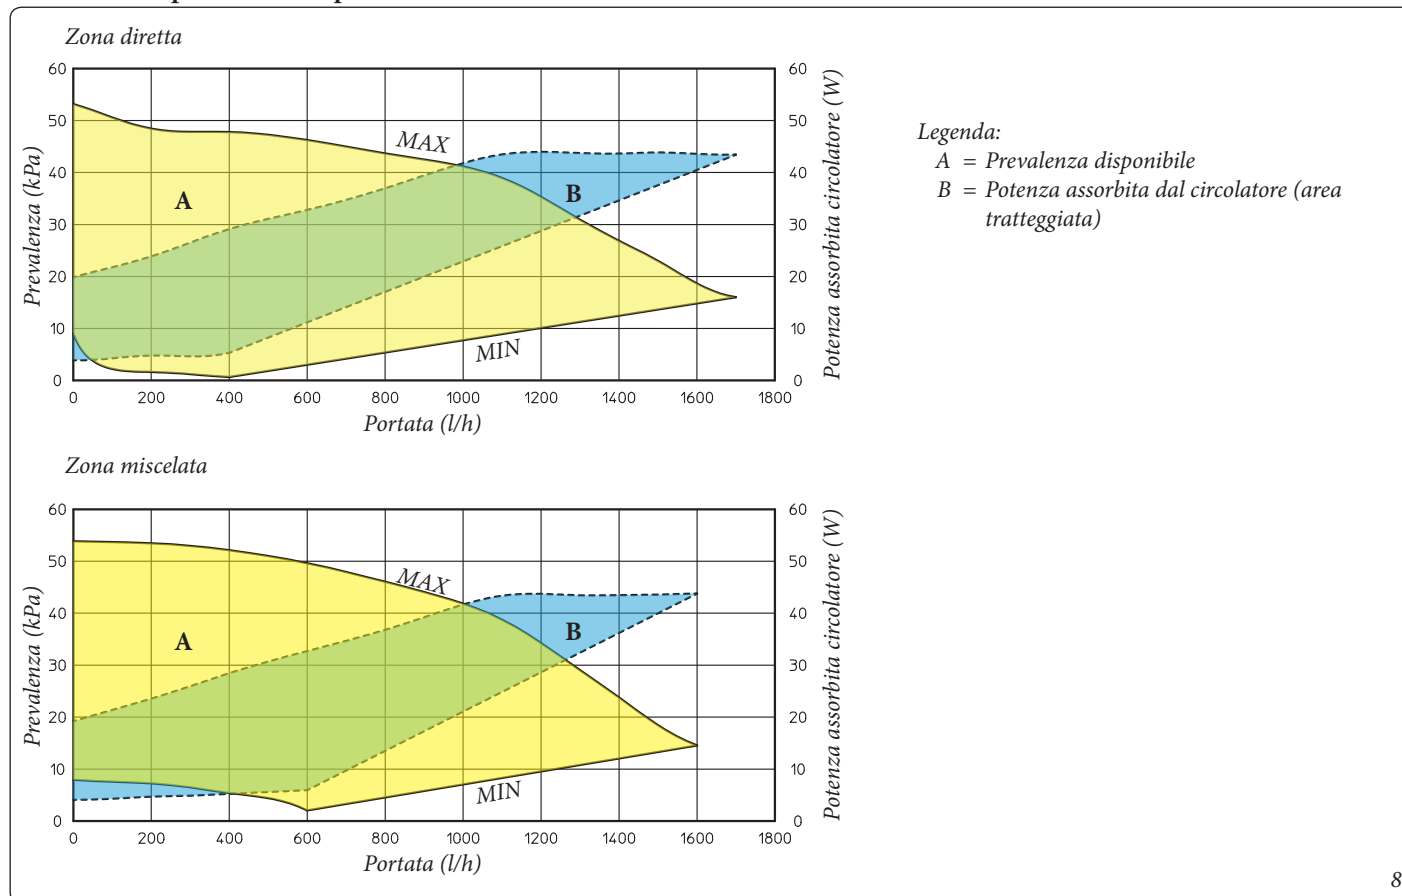 Zona diretta
60 60
50 50
40 40
30 30
20 20
10 10
0 0
0 200 400 600 800 1000 1200 1400 1600 1800
Prevalenza (kPa)
Potenza assorbita circolatore (W)
Portata (l/h)
MAX
MIN
A
B
Legenda:
A = Prevalenza disponibile
B = Potenza assorbita dal circolatore (area
tratteggiata)
Zona miscelata
60 60
50 50
40 40
30 30
20 20
10 10
0 0
0 200 400 600 800 1000 1200 1400 1600 1800
Prevalenza (kPa)
Potenza assorbita circolatore (W)
Portata (l/h)
MAX
MIN
A
B
8